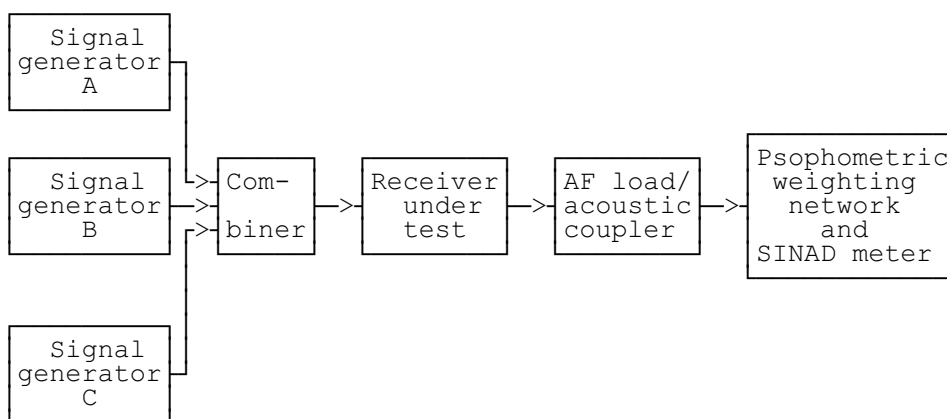 Signal
generator
A
Signal
generator
B
Signal
generator
C
Com-
biner
Receiver
under
test
AF load/
acoustic
coupler
Psophometric
weighting
network
and
SINAD meter